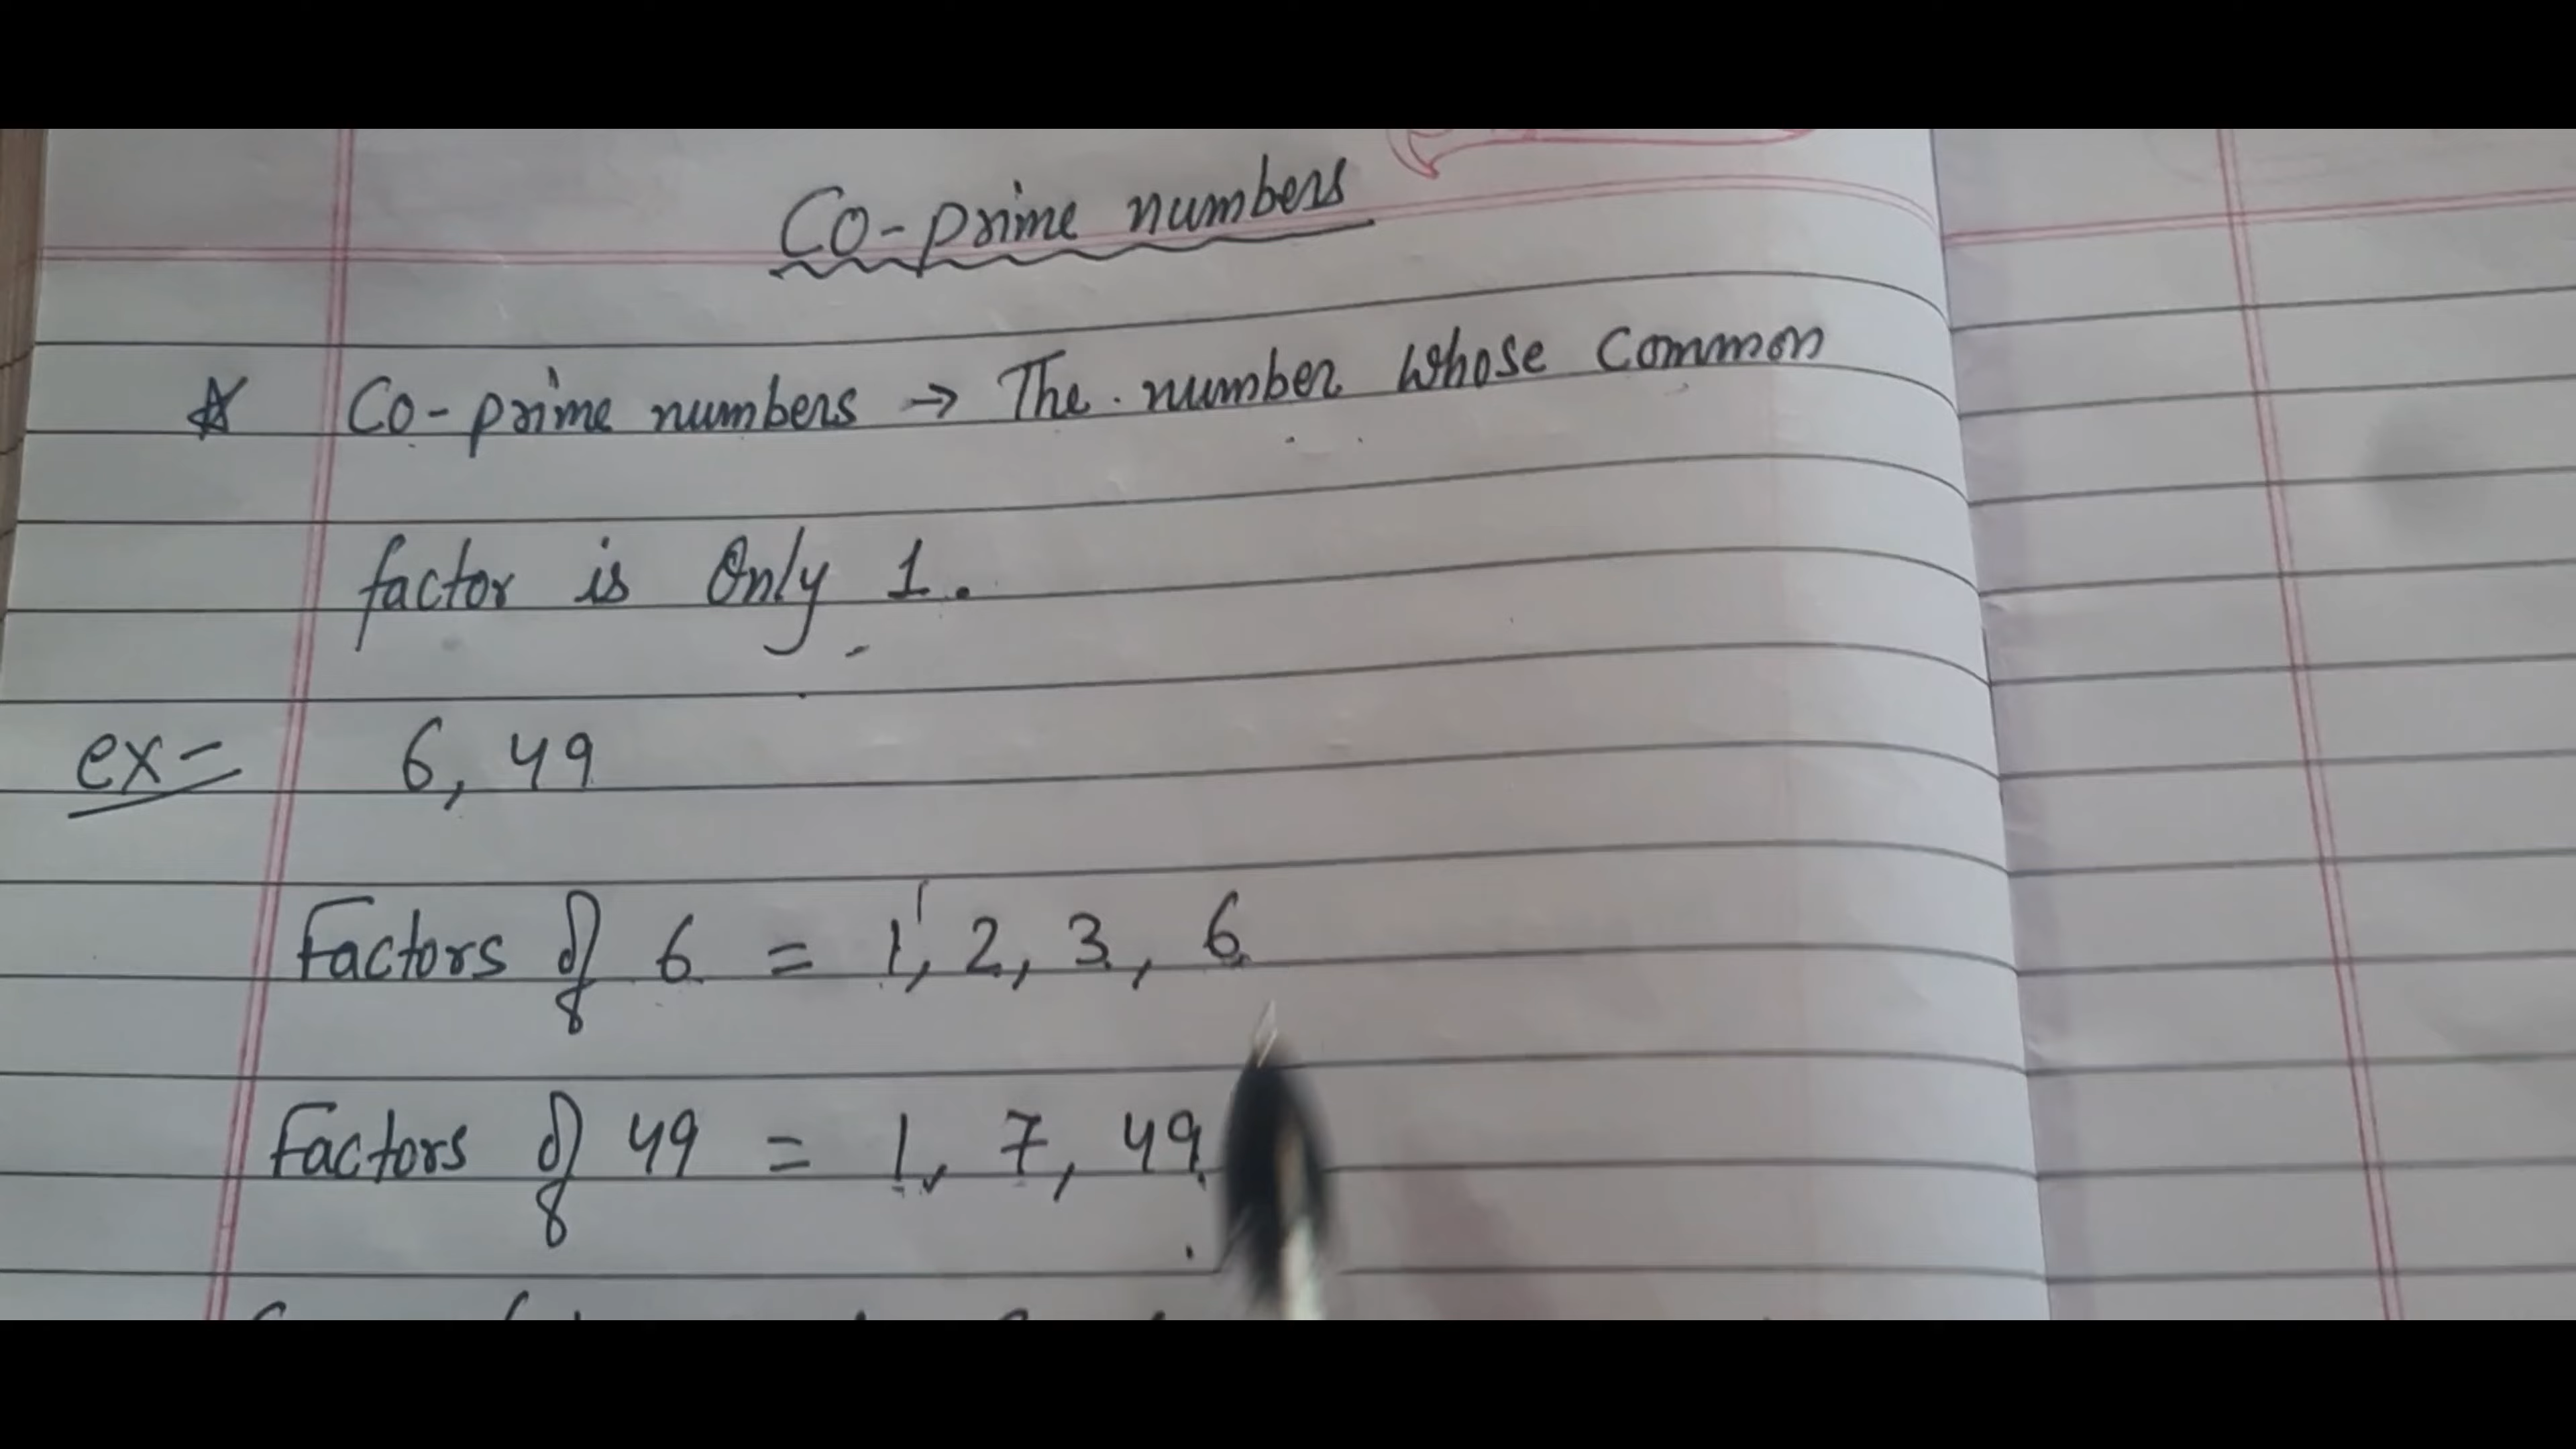 Co-prime numbers
☆ Co-prime numbers → The number whose common
factor is Only 1.
ex= 6, 49
Factors of 6 = 1, 2, 3, 6
Factors of 49 = 1, 7, 49